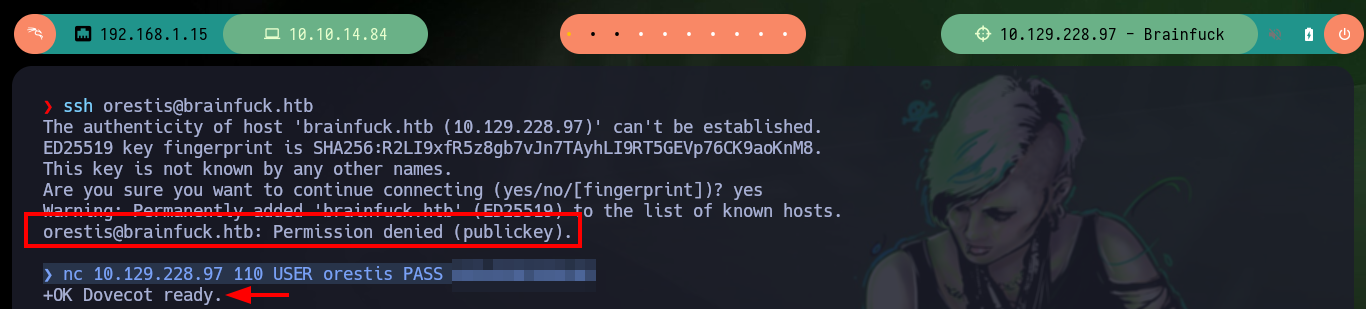 192.168.1.15 10.10.14.84 10.129.228.97 - Brainfuck
❯ ssh orestis@brainfuck.htb
The authenticity of host 'brainfuck.htb (10.129.228.97)' can't be established.
ED25519 key fingerprint is SHA256:R2LI9xfR5z8gb7vJn7TAyhLI9RT5GEVp76CK9aoKnM8.
This key is not known by any other names.
Are you sure you want to continue connecting (yes/no/[fingerprint])? yes
Warning: Permanently added 'brainfuck.htb' (ED25519) to the list of known hosts.
orestis@brainfuck.htb: Permission denied (publickey).
❯ nc 10.129.228.97 110 USER orestis PASS
+OK Dovecot ready.